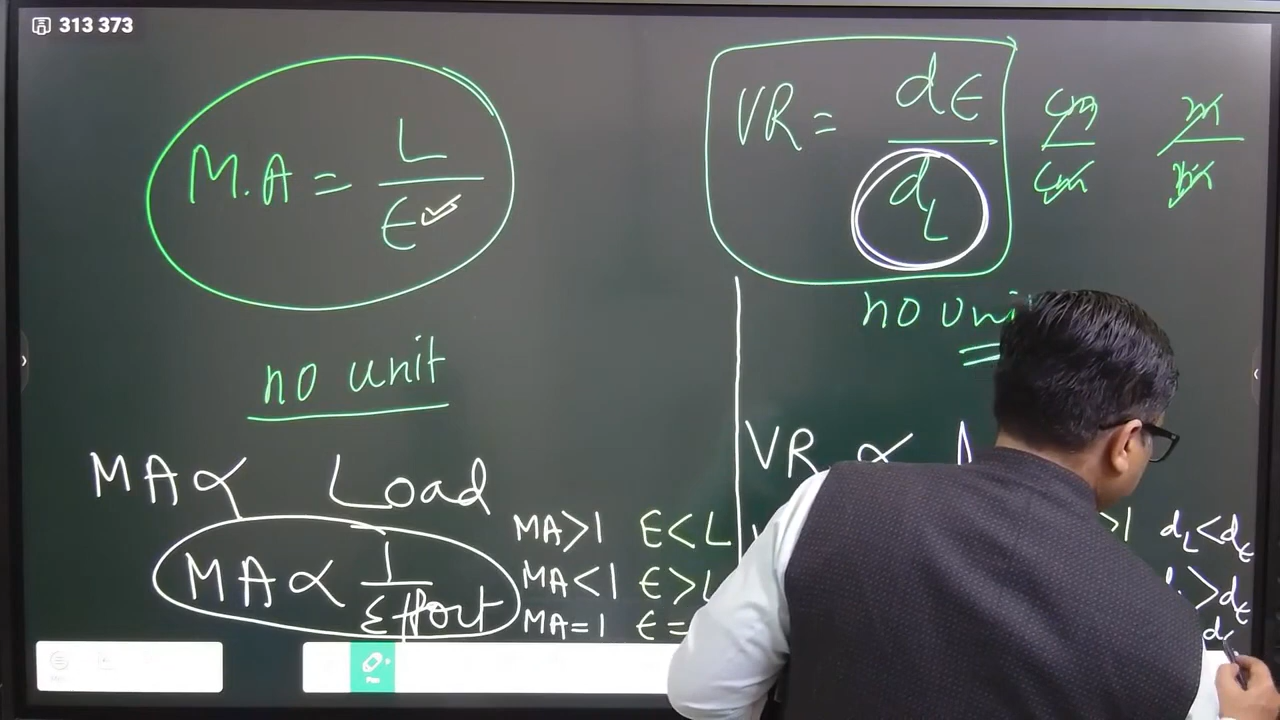 313 373
M.A = L / E
no unit
MA ∝ Load
MA ∝ 1 / Effort
MA>1 E<L
MA<1 E>L
MA=1 E=
VR = dE / dL
cm / cm
m / m
no uni
VR ∝
>1 dL<dE
>dE
d